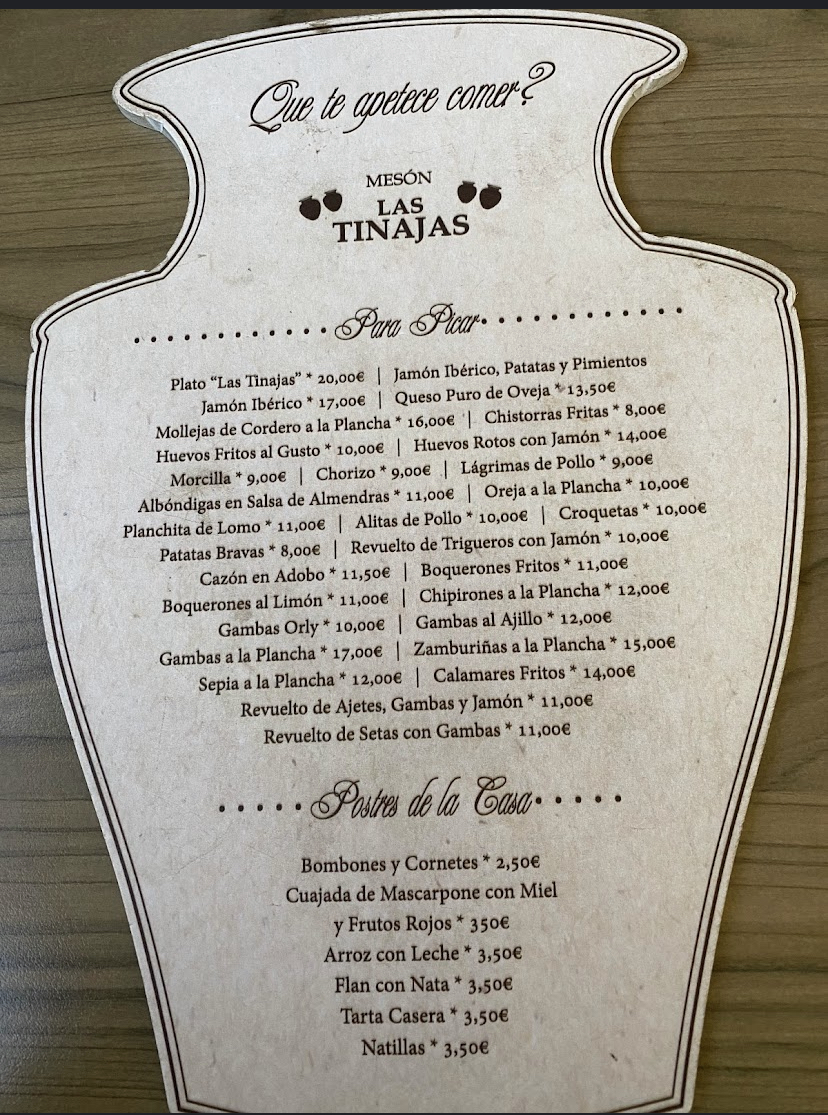 Que te apetece comer?
MESÓN
LAS
TINAJAS
Para Picar
Plato “Las Tinajas” * 20,00€ | Jamón Ibérico, Patatas y Pimientos
Jamón Ibérico * 17,00€ | Queso Puro de Oveja * 13,50€
Mollejas de Cordero a la Plancha * 16,00€ | Chistorras Fritas * 8,00€
Huevos Fritos al Gusto * 10,00€ | Huevos Rotos con Jamón * 14,00€
Morcilla * 9,00€ | Chorizo * 9,00€ | Lágrimas de Pollo * 9,00€
Albóndigas en Salsa de Almendras * 11,00€ | Oreja a la Plancha * 10,00€
Planchita de Lomo * 11,00€ | Alitas de Pollo * 10,00€ | Croquetas * 10,00€
Patatas Bravas * 8,00€ | Revuelto de Trigueros con Jamón * 10,00€
Cazón en Adobo * 11,50€ | Boquerones Fritos * 11,00€
Boquerones al Limón * 11,00€ | Chipirones a la Plancha * 12,00€
Gambas Orly * 10,00€ | Gambas al Ajillo * 12,00€
Gambas a la Plancha * 17,00€ | Zamburiñas a la Plancha * 15,00€
Sepia a la Plancha * 12,00€ | Calamares Fritos * 14,00€
Revuelto de Ajetes, Gambas y Jamón * 11,00€
Revuelto de Setas con Gambas * 11,00€
Postres de la Casa
Bombones y Cornetes * 2,50€
Cuajada de Mascarpone con Miel
y Frutos Rojos * 350€
Arroz con Leche * 3,50€
Flan con Nata * 3,50€
Tarta Casera * 3,50€
Natillas * 3,50€